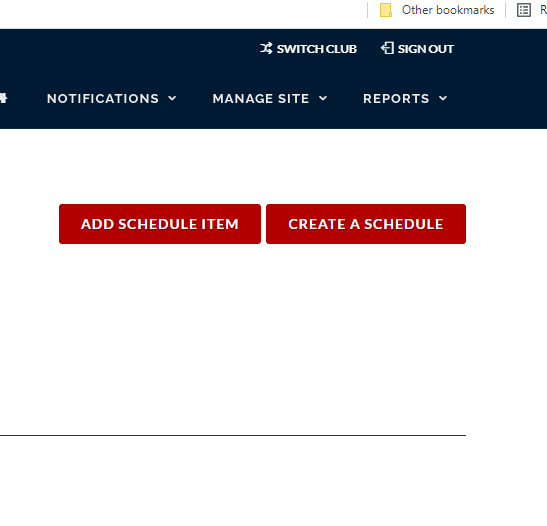 Other bookmarks R
SWITCH CLUB SIGN OUT
NOTIFICATIONS MANAGE SITE REPORTS
ADD SCHEDULE ITEM CREATE A SCHEDULE